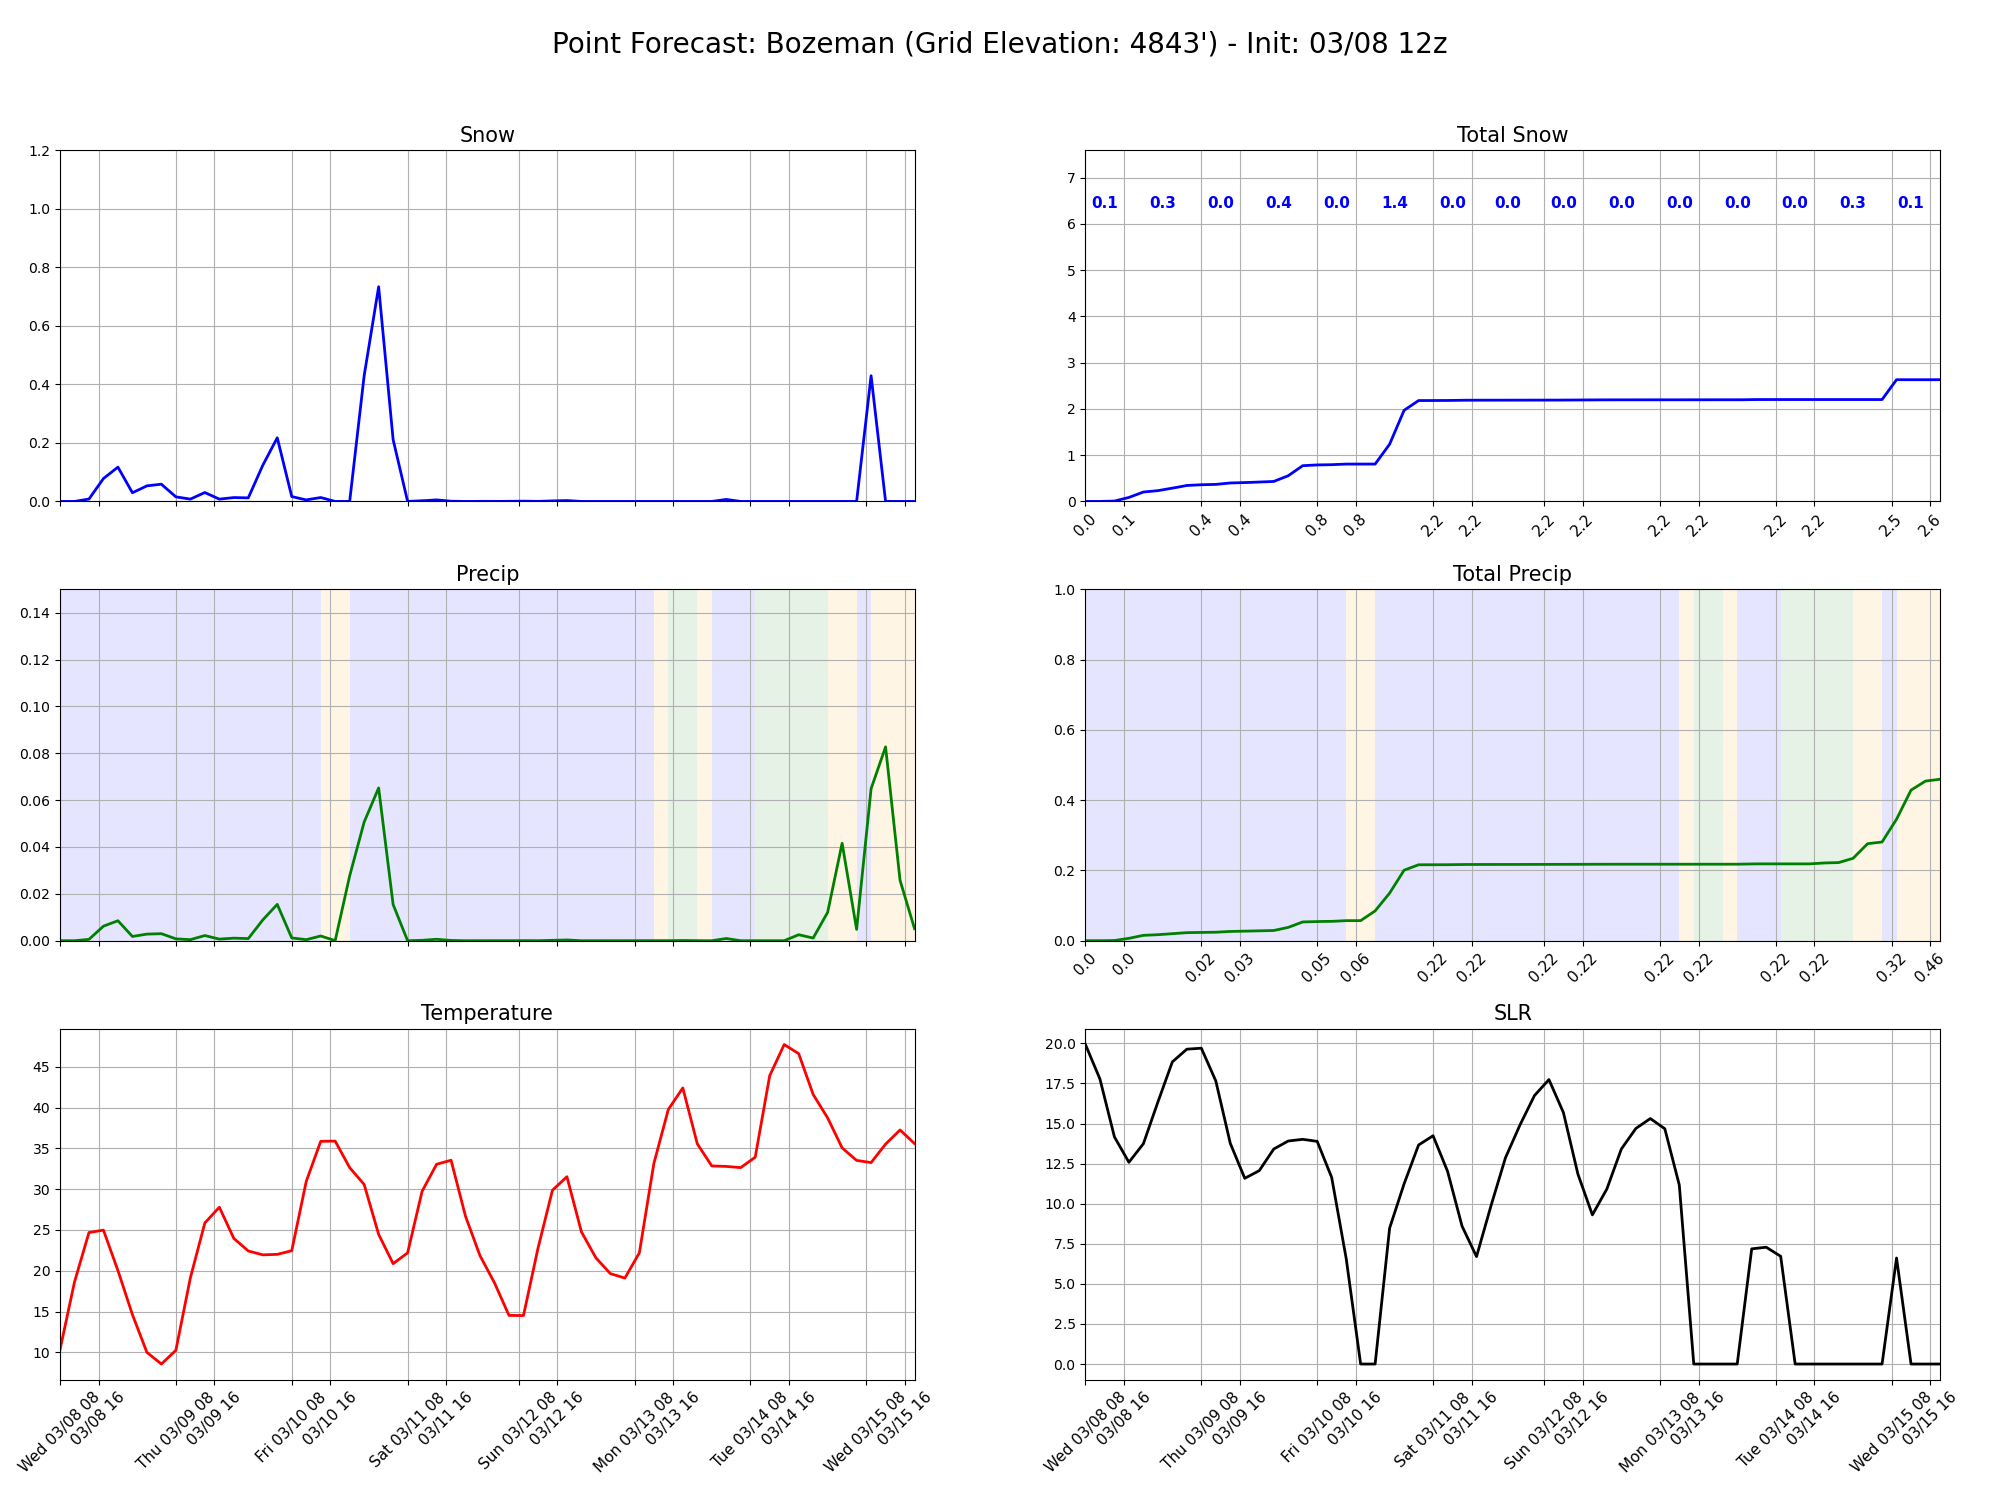 Point Forecast: Bozeman (Grid Elevation: 4843') - Init: 03/08 12z
Snow
1.2
1.0
0.8
0.6
0.4
0.2
0.0
Total Snow
7
6
5
4
3
2
1
0
0.1 0.3 0.0 0.4 0.0 1.4 0.0 0.0 0.0 0.0 0.0 0.0 0.0 0.3 0.1
0.0 0.1 0.4 0.4 0.8 0.8 2.2 2.2 2.2 2.2 2.2 2.2 2.2 2.2 2.5 2.6
Precip
0.14
0.12
0.10
0.08
0.06
0.04
0.02
0.00
Total Precip
1.0
0.8
0.6
0.4
0.2
0.0
0.0 0.0 0.02 0.03 0.05 0.06 0.22 0.22 0.22 0.22 0.22 0.22 0.22 0.22 0.32 0.46
Temperature
45
40
35
30
25
20
15
10
Wed 03/08 08
03/08 16
Thu 03/09 08
03/09 16
Fri 03/10 08
03/10 16
Sat 03/11 08
03/11 16
Sun 03/12 08
03/12 16
Mon 03/13 08
03/13 16
Tue 03/14 08
03/14 16
Wed 03/15 08
03/15 16
SLR
20.0
17.5
15.0
12.5
10.0
7.5
5.0
2.5
0.0
Wed 03/08 08
03/08 16
Thu 03/09 08
03/09 16
Fri 03/10 08
03/10 16
Sat 03/11 08
03/11 16
Sun 03/12 08
03/12 16
Mon 03/13 08
03/13 16
Tue 03/14 08
03/14 16
Wed 03/15 08
03/15 16